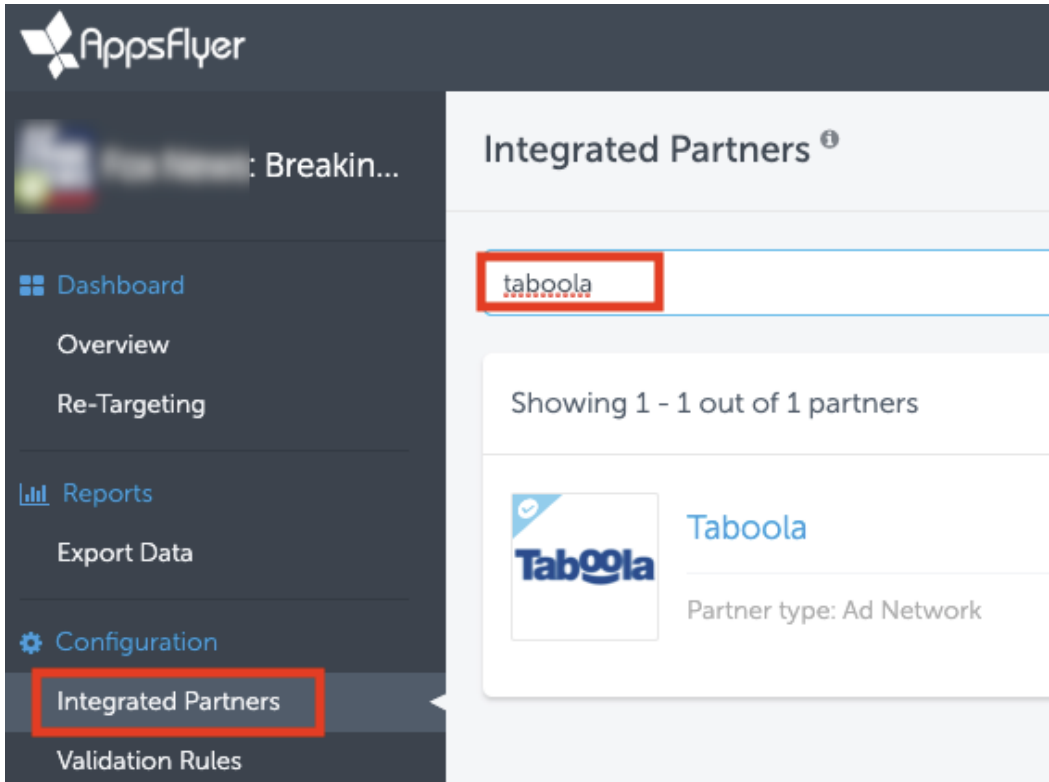 AppsFlyer
: Breakin...
Dashboard
Overview
Re-Targeting
Reports
Export Data
Configuration
Integrated Partners
Validation Rules
Integrated Partners
taboola
Showing 1 - 1 out of 1 partners
Taboola
Taboola
Partner type: Ad Network